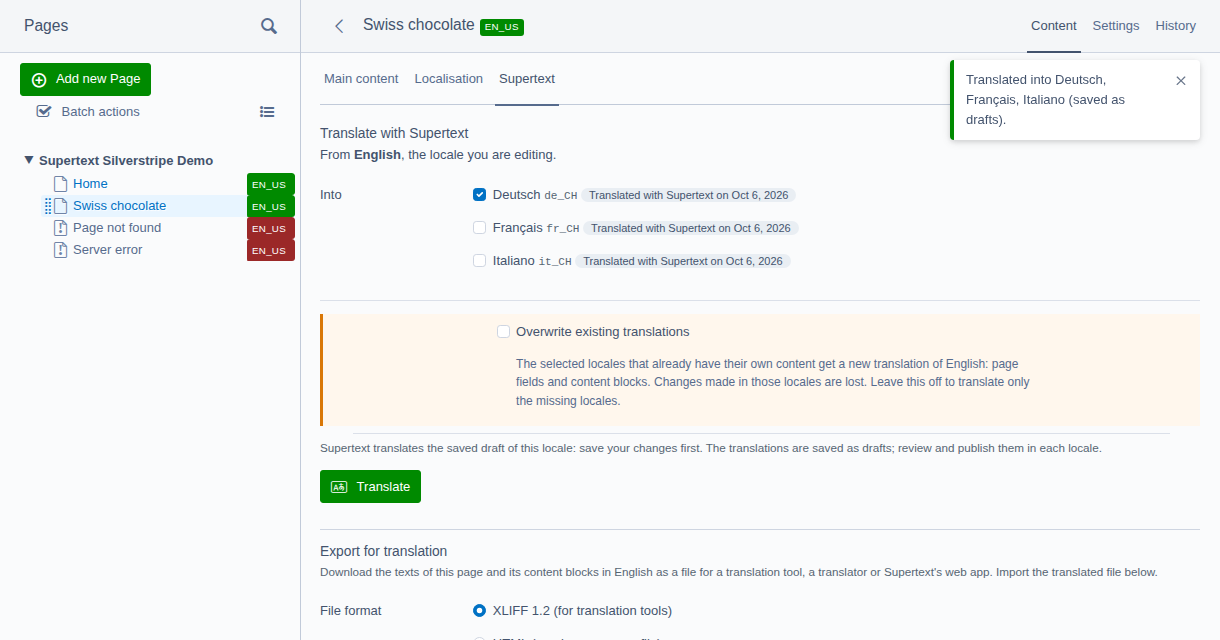 Pages
Add new Page
Batch actions
Supertext Silverstripe Demo
Home EN_US
Swiss chocolate EN_US
Page not found EN_US
Server error EN_US
Swiss chocolate EN_US
Content Settings History
Main content Localisation Supertext
Translated into Deutsch,
Français, Italiano (saved as
drafts).
Translate with Supertext
From English, the locale you are editing.
Into
Deutsch de_CH Translated with Supertext on Oct 6, 2026
Français fr_CH Translated with Supertext on Oct 6, 2026
Italiano it_CH Translated with Supertext on Oct 6, 2026
Overwrite existing translations
The selected locales that already have their own content get a new translation of English: page
fields and content blocks. Changes made in those locales are lost. Leave this off to translate only
the missing locales.
Supertext translates the saved draft of this locale: save your changes first. The translations are saved as drafts; review and publish them in each locale.
Translate
Export for translation
Download the texts of this page and its content blocks in English as a file for a translation tool, a translator or Supertext's web app. Import the translated file below.
File format
XLIFF 1.2 (for translation tools)